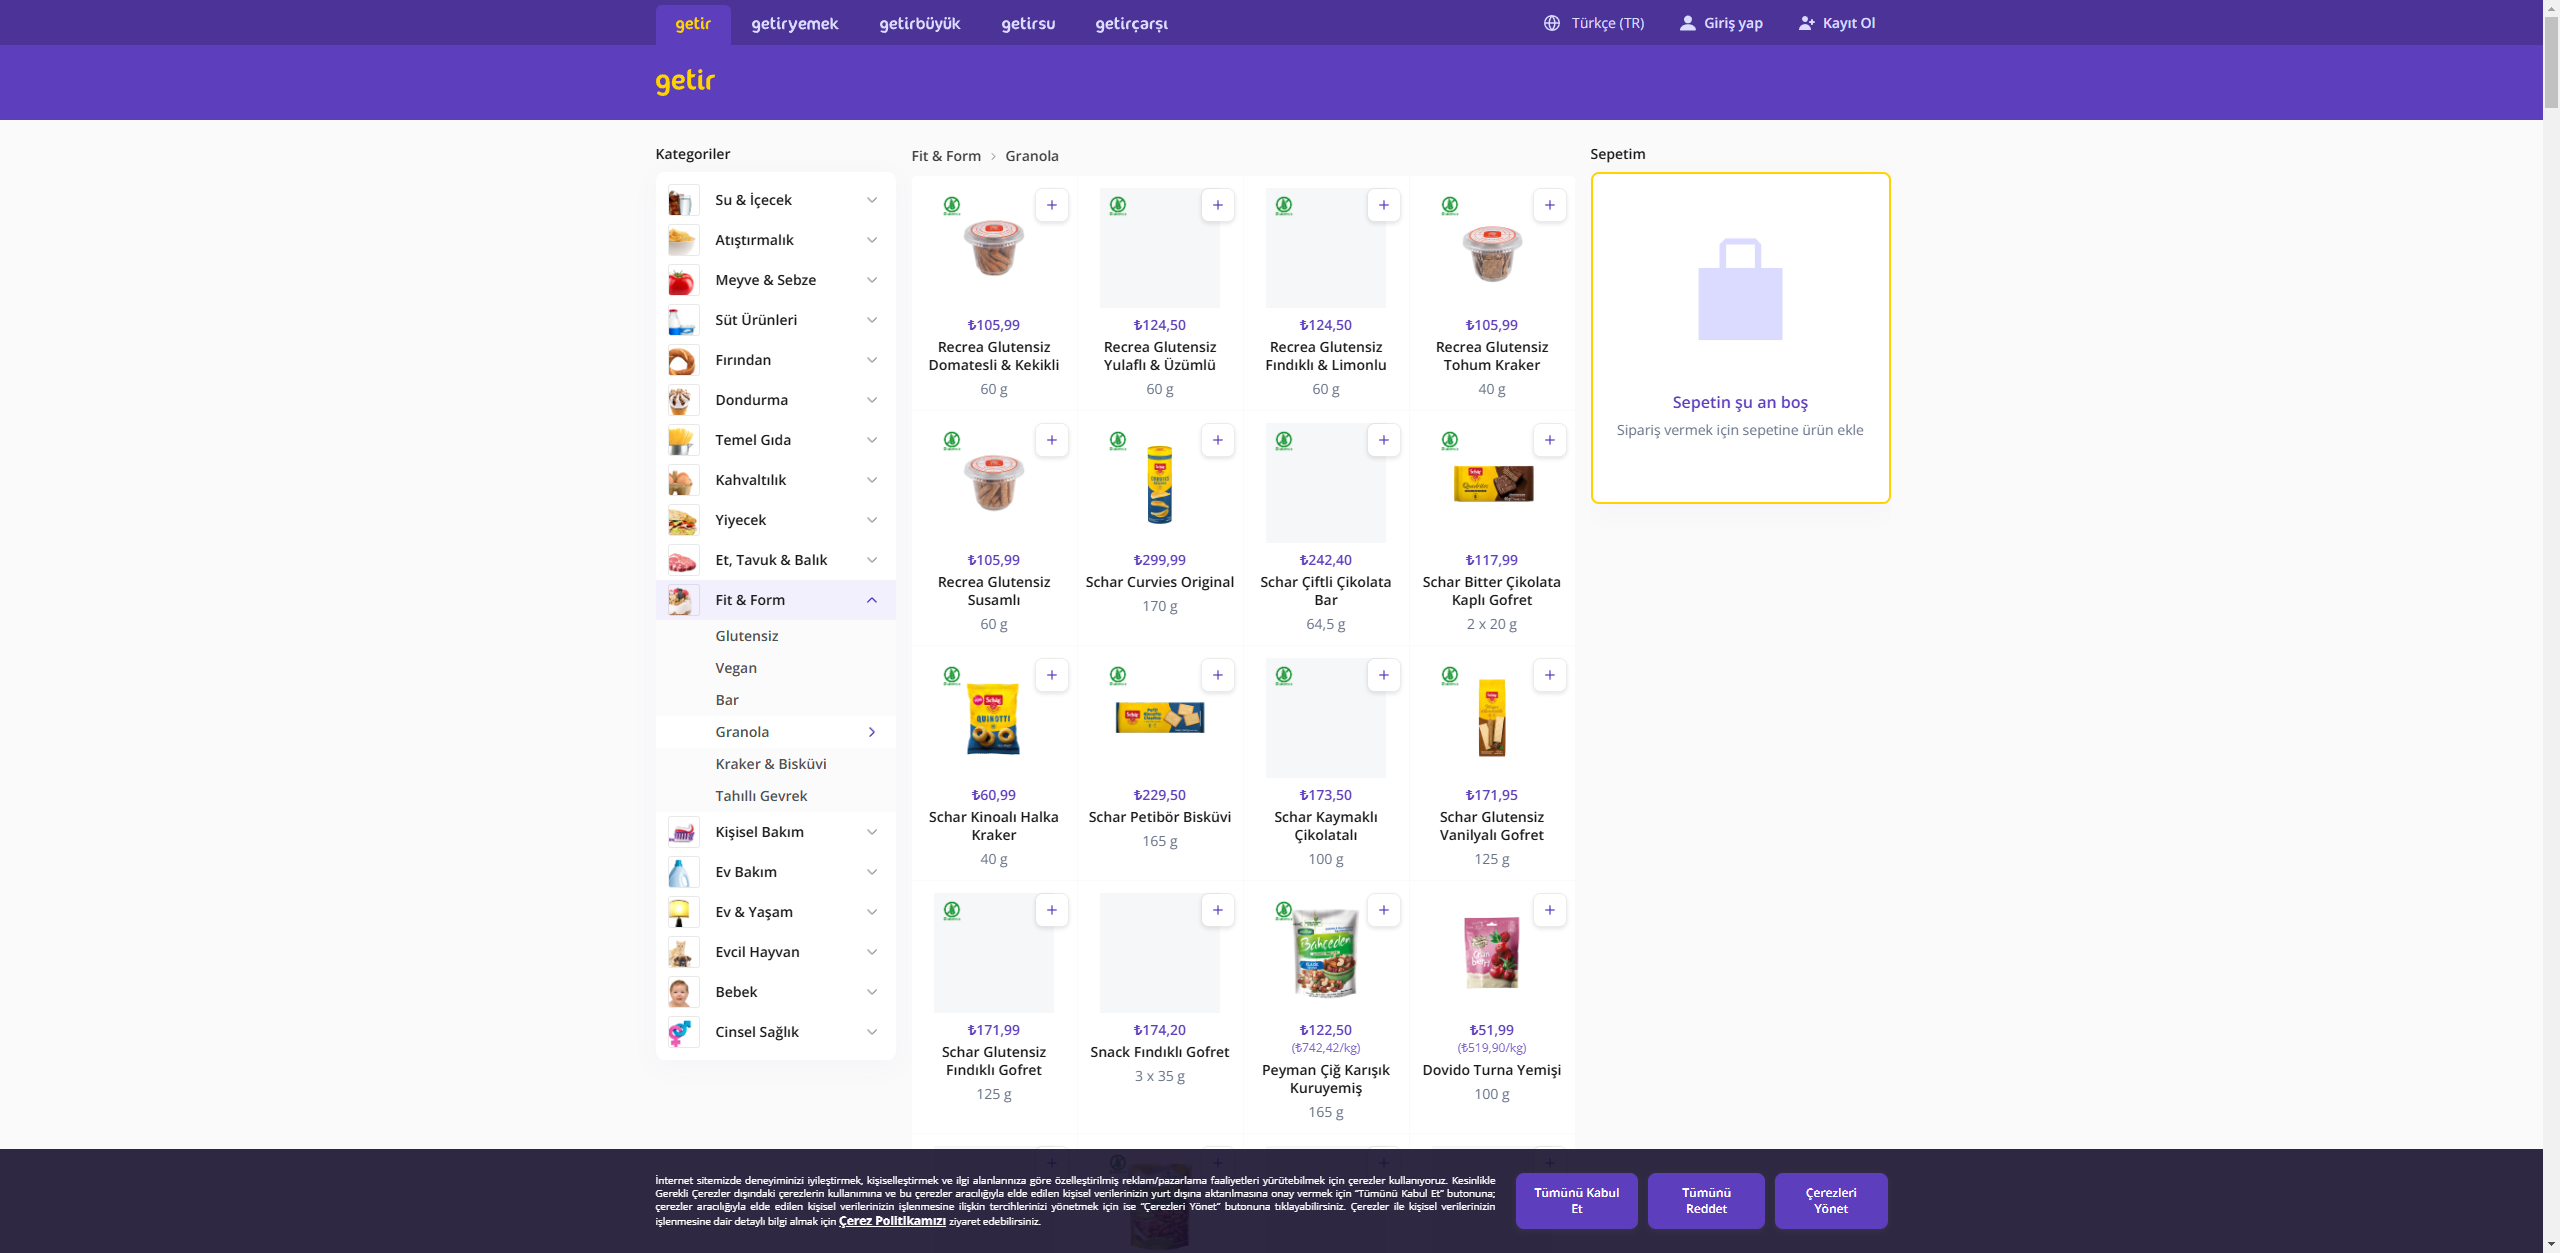 getir
getiryemek
getirbüyük
getirsu
getirçarşı
Türkçe (TR)
Giriş yap
Kayıt Ol
getir
Kategoriler
Su & İçecek
Atıştırmalık
Meyve & Sebze
Süt Ürünleri
Fırından
Dondurma
Temel Gıda
Kahvaltılık
Yiyecek
Et, Tavuk & Balık
Fit & Form
Glutensiz
Vegan
Bar
Granola
Kraker & Bisküvi
Tahıllı Gevrek
Kişisel Bakım
Ev Bakım
Ev & Yaşam
Evcil Hayvan
Bebek
Cinsel Sağlık
Fit & Form > Granola
₺105,99
Recrea Glutensiz
Domatesli & Kekikli
60 g
₺124,50
Recrea Glutensiz
Yulaflı & Üzümlü
60 g
₺124,50
Recrea Glutensiz
Fındıklı & Limonlu
60 g
₺105,99
Recrea Glutensiz
Tohum Kraker
40 g
₺105,99
Recrea Glutensiz
Susamlı
60 g
₺299,99
Schar Curvies Original
170 g
₺242,40
Schar Çiftli Çikolata
Bar
64,5 g
₺117,99
Schar Bitter Çikolata
Kaplı Gofret
2 x 20 g
QUINOTTI
₺60,99
Schar Kinoalı Halka
Kraker
40 g
₺229,50
Schar Petibör Bisküvi
165 g
₺173,50
Schar Kaymaklı
Çikolatalı
100 g
₺171,95
Schar Glutensiz
Vanilyalı Gofret
125 g
₺171,99
Schar Glutensiz
Fındıklı Gofret
125 g
₺174,20
Snack Fındıklı Gofret
3 x 35 g
Bahçeden
₺122,50
(₺742,42/kg)
Peyman Çiğ Karışık
Kuruyemiş
165 g
₺51,99
(₺519,90/kg)
Dovido Turna Yemişi
100 g
Sepetim
Sepetin şu an boş
Sipariş vermek için sepetine ürün ekle
İnternet sitemizde deneyiminizi iyileştirmek, kişiselleştirmek ve ilgi alanlarınıza göre özelleştirilmiş reklam/pazarlama faaliyetleri yürütebilmek için çerezler kullanıyoruz. Kesinlikle
Gerekli Çerezler dışındaki çerezlerin kullanımına ve bu çerezler aracılığıyla elde edilen kişisel verilerinizin yurt dışına aktarılmasına onay vermek için “Tümünü Kabul Et” butonuna;
çerezler aracılığıyla elde edilen kişisel verilerinizin işlenmesine ilişkin tercihlerinizi yönetmek için ise “Çerezleri Yönet” butonuna tıklayabilirsiniz. Çerezler ile kişisel verilerinizin
işlenmesine dair detaylı bilgi almak için Çerez Politikamızı ziyaret edebilirsiniz.
Tümünü Kabul
Et
Tümünü
Reddet
Çerezleri
Yönet